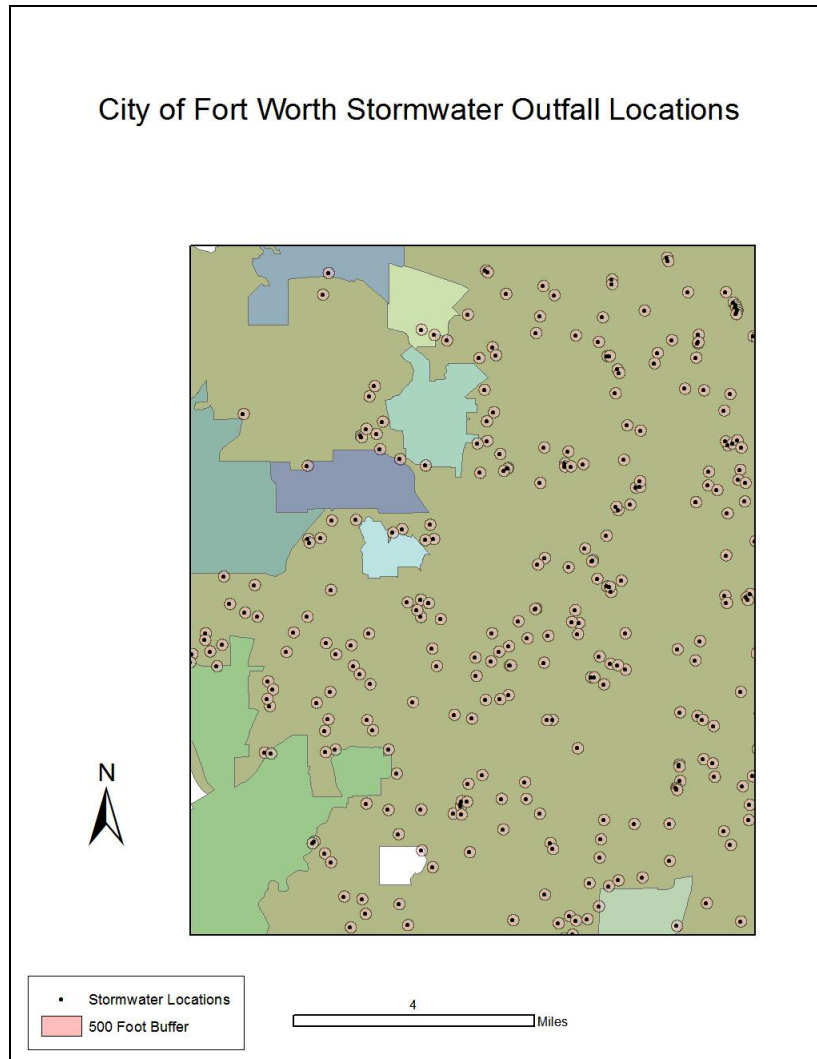 City of Fort Worth Stormwater Outfall Locations
N
Stormwater Locations
500 Foot Buffer
4
Miles